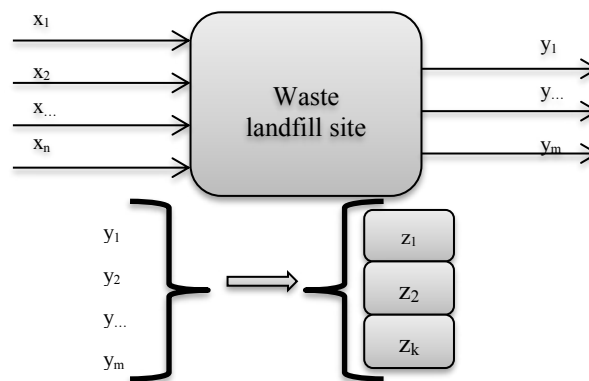 x₁
x₂
x…
xₙ
Waste
landfill site
y₁
y…
yₘ
y₁
y₂
y…
yₘ
z₁
z₂
zₖ